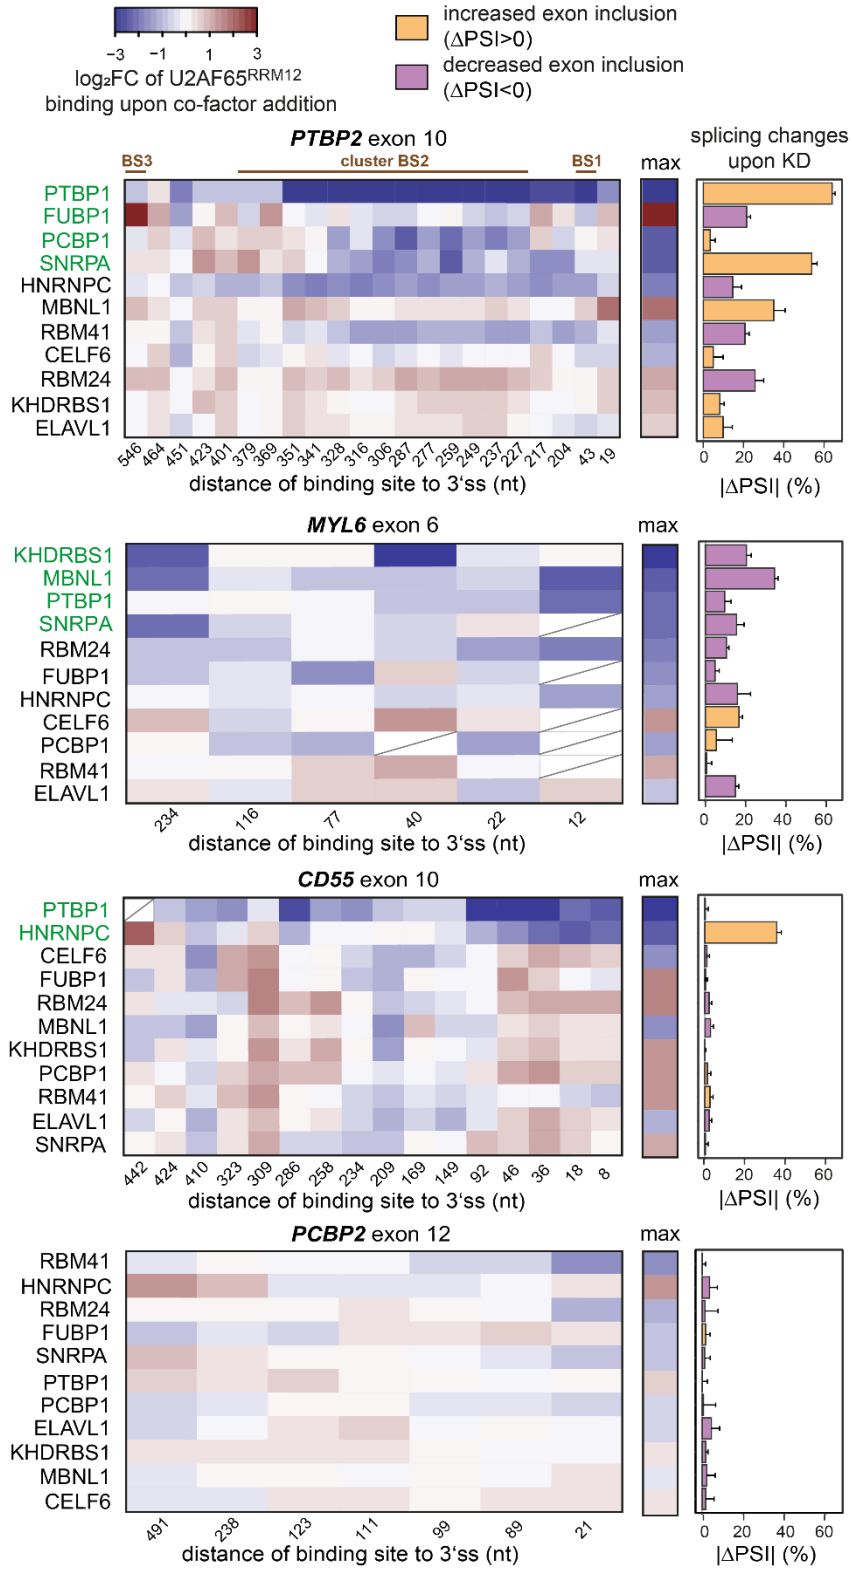 −3 −1 1 3
log₂FC of U2AF65ᴿᴿᴹ¹²
binding upon co-factor addition
increased exon inclusion
(ΔPSI>0)
decreased exon inclusion
(ΔPSI<0)
PTBP2 exon 10
splicing changes
upon KD
BS3 cluster BS2 BS1 max
PTBP1
FUBP1
PCBP1
SNRPA
HNRNPC
MBNL1
RBM41
CELF6
RBM24
KHDRBS1
ELAVL1
546 464 451 423 401 379 369 351 341 328 316 306 287 277 259 249 237 227 217 204 43 19
0 20 40 60
distance of binding site to 3‘ss (nt)
|ΔPSI| (%)
MYL6 exon 6
max
KHDRBS1
MBNL1
PTBP1
SNRPA
RBM24
FUBP1
HNRNPC
CELF6
PCBP1
RBM41
ELAVL1
234 116 77 40 22 12
0 20 40 60
distance of binding site to 3‘ss (nt)
|ΔPSI| (%)
CD55 exon 10
max
PTBP1
HNRNPC
CELF6
FUBP1
RBM24
MBNL1
KHDRBS1
PCBP1
RBM41
ELAVL1
SNRPA
442 424 410 323 309 286 258 234 209 169 149 92 46 36 18 8
0 20 40 60
distance of binding site to 3‘ss (nt)
|ΔPSI| (%)
PCBP2 exon 12
max
RBM41
HNRNPC
RBM24
FUBP1
SNRPA
PTBP1
PCBP1
ELAVL1
KHDRBS1
MBNL1
CELF6
491 238 123 111 99 89 21
0 20 40 60
distance of binding site to 3‘ss (nt)
|ΔPSI| (%)